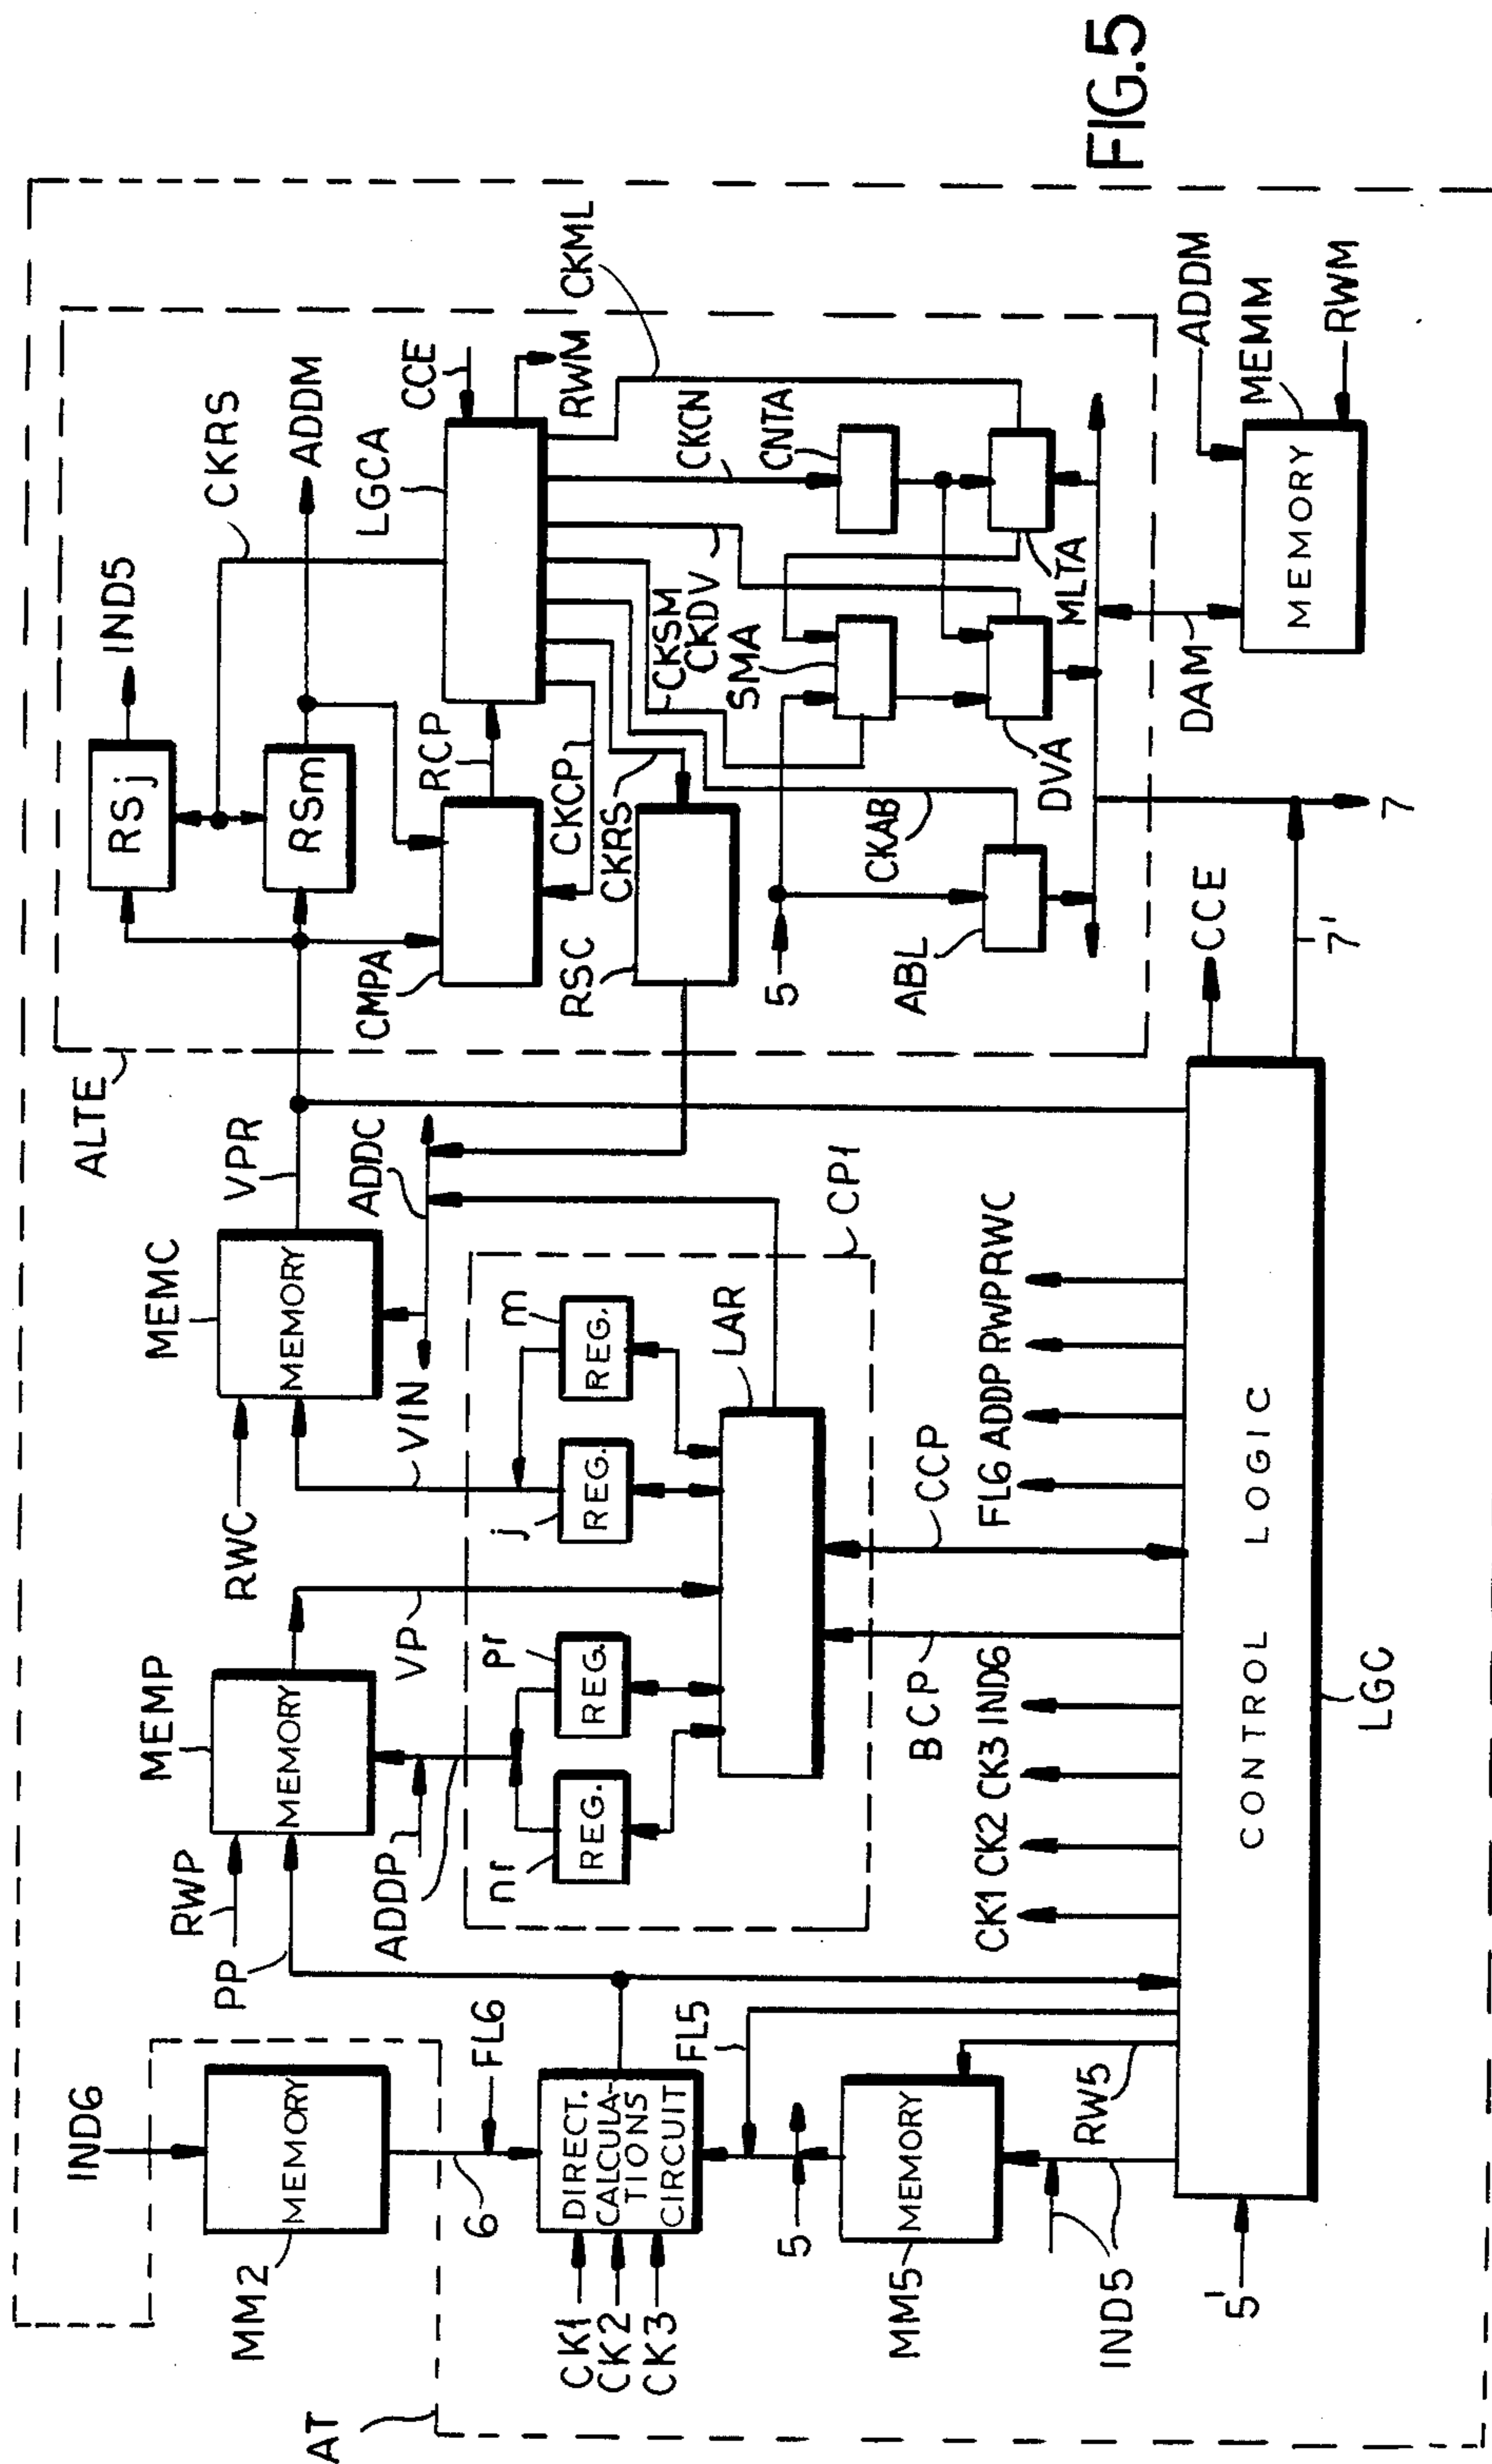 FIG.5
AT
ALTE
IND6
MM2
MEMORY
6
FL6
CK1
CK2
CK3
DIRECT.
CALCULA-
TIONS
CIRCUIT
5
FL5
MM5
MEMORY
IND5
RW5
5'
PP
RWP
MEMP
MEMORY
ADDP
VP
nr
REG.
pr
REG.
j
REG.
m
REG.
LAR
CP1
RWC
MEMC
MEMORY
VIN
VPR
ADDC
BCP
CCP
CK1 CK2 CK3 IND6
FL6 ADDP RWP RWC
CONTROL LOGIC
LGC
CCE
7'
7
RSj
IND5
RSm
ADDM
CKRS
CMPA
RCP
LGCA
CCE
RWM
CKCP
CKRS
RSC
CKSM
CKDV
CKCN
CKML
SMA
CNTA
5
CKAB
ABL
DVA
MLTA
DAM
MEMORY
MEMM
ADDM
RWM